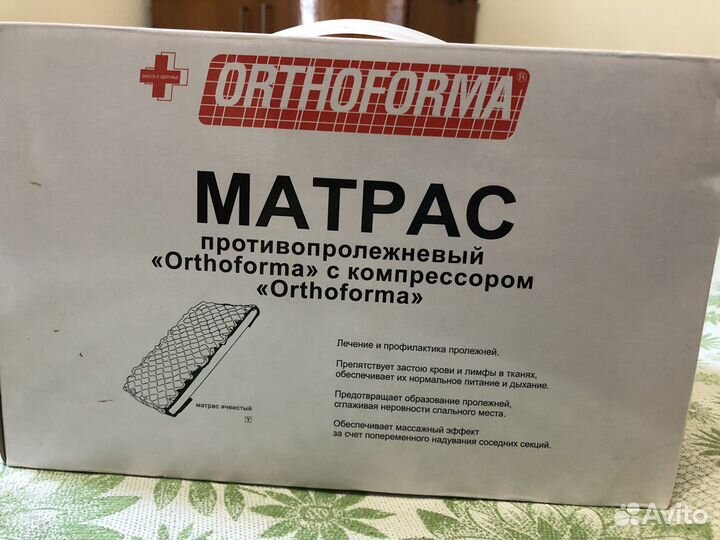 ЗАБОТА О ЗДОРОВЬЕ
ORTHOFORMA®
МАТРАС
противопролежневый
«Orthoforma» с компрессором
«Orthoforma»
матрас ячеистый
Y
Лечение и профилактика пролежней.
Препятствует застою крови и лимфы в тканях,
обеспечивает их нормальное питание и дыхание.
Предотвращает образование пролежней,
сглаживая неровности спального места.
Обеспечивает массажный эффект
за счет попеременного надувания соседних секций.
Avito